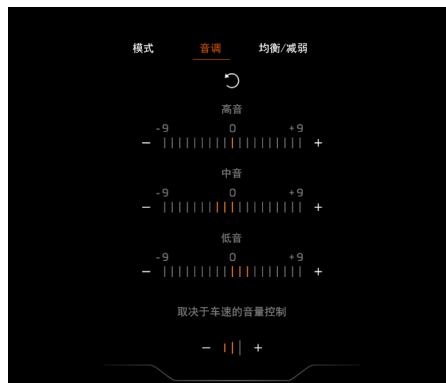 模式 音调 均衡/减弱
高音
-9 0 +9
- +
中音
-9 0 +9
- +
低音
-9 0 +9
- +
取决于车速的音量控制
- +